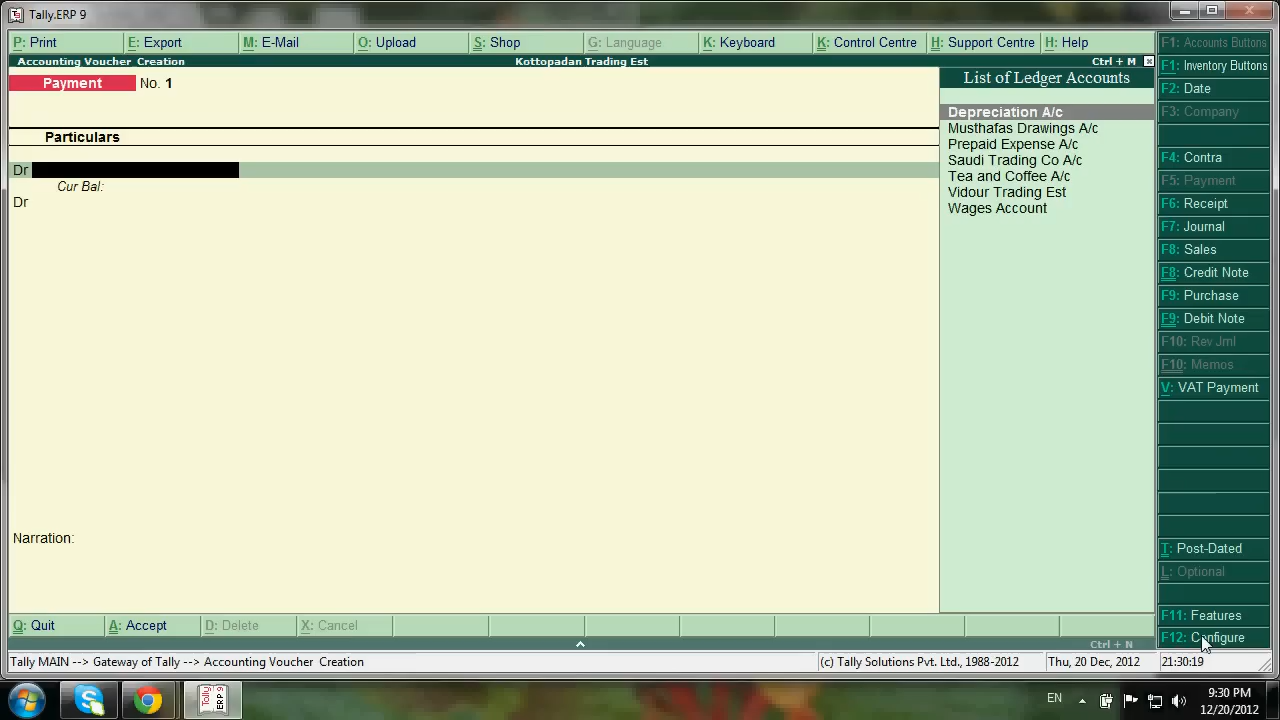 Tally.ERP 9
P: Print E: Export M: E-Mail O: Upload S: Shop G: Language K: Keyboard K: Control Centre H: Support Centre H: Help
Accounting Voucher Creation Kottopadan Trading Est Ctrl + M
Payment No. 1
Particulars
Dr
Cur Bal:
Dr
Narration:
List of Ledger Accounts
Depreciation A/c
Musthafas Drawings A/c
Prepaid Expense A/c
Saudi Trading Co A/c
Tea and Coffee A/c
Vidour Trading Est
Wages Account
F1: Accounts Buttons
F1: Inventory Buttons
F2: Date
F3: Company
F4: Contra
F5: Payment
F6: Receipt
F7: Journal
F8: Sales
F8: Credit Note
F9: Purchase
F9: Debit Note
F10: Rev Jrnl
F10: Memos
V: VAT Payment
T: Post-Dated
L: Optional
F11: Features
F12: Configure
Q: Quit A: Accept D: Delete X: Cancel
Ctrl + N
Tally MAIN --> Gateway of Tally --> Accounting Voucher Creation (c) Tally Solutions Pvt. Ltd., 1988-2012 Thu, 20 Dec, 2012 21:30:19
EN 9:30 PM
12/20/2012